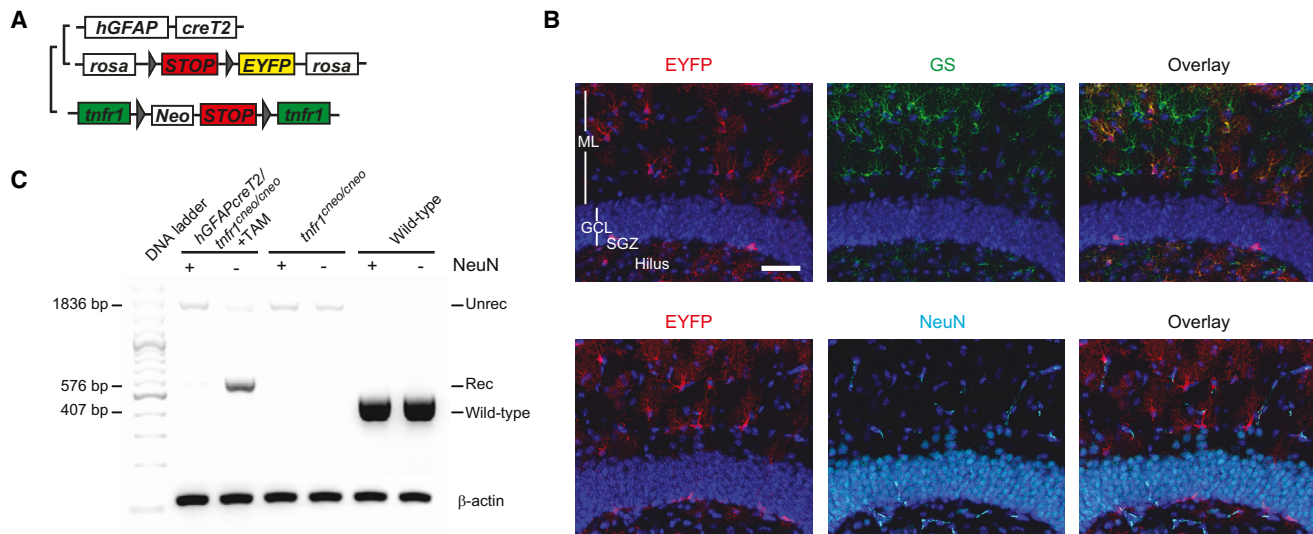 A
hGFAP creT2
rosa STOP EYFP rosa
tnfr1 Neo STOP tnfr1
B
EYFP GS Overlay
ML
GCL
SGZ
Hilus
EYFP NeuN Overlay
C
DNA ladder
hGFAPcreT2/
tnfr1cneo/cneo
+TAM
tnfr1cneo/cneo
Wild-type
+ - + - + - NeuN
1836 bp Unrec
576 bp Rec
407 bp Wild-type
β-actin